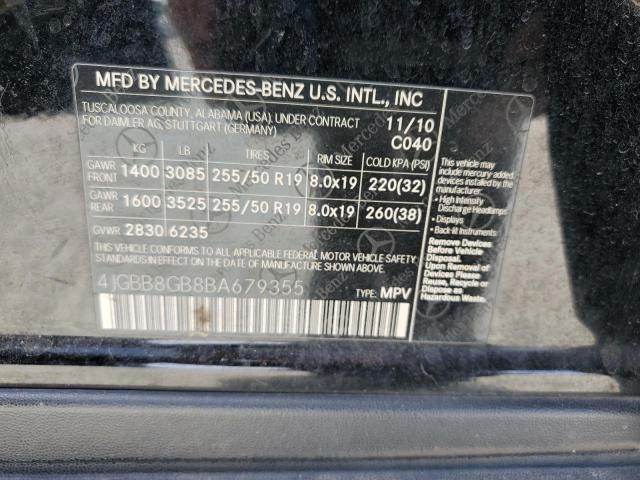 MFD BY MERCEDES-BENZ U.S. INTL., INC
TUSCALOOSA COUNTY, ALABAMA (USA), UNDER CONTRACT
FOR DAIMLER AG, STUTTGART (GERMANY)
11/10
C040
KG LB TIRES RIM SIZE COLD KPA (PSI)
GAWR FRONT 1400 3085 255/50 R19 8.0x19 220(32)
GAWR REAR 1600 3525 255/50 R19 8.0x19 260(38)
GVWR 2830 6235
THIS VEHICLE CONFORMS TO ALL APPLICABLE FEDERAL MOTOR VEHICLE SAFETY
STANDARDS IN EFFECT ON THE DATE OF MANUFACTURE SHOWN ABOVE.
4JGBB8GB8BA679355
TYPE: MPV
This vehicle may
include mercury-added
devices installed by the
manufacturer:
- High Intensity
Discharge Headlamps
- Displays
- Back-lit Instruments
Remove Devices
Before Vehicle
Disposal.
Reuse, Recycle or
Dispose as
Hazardous Waste.